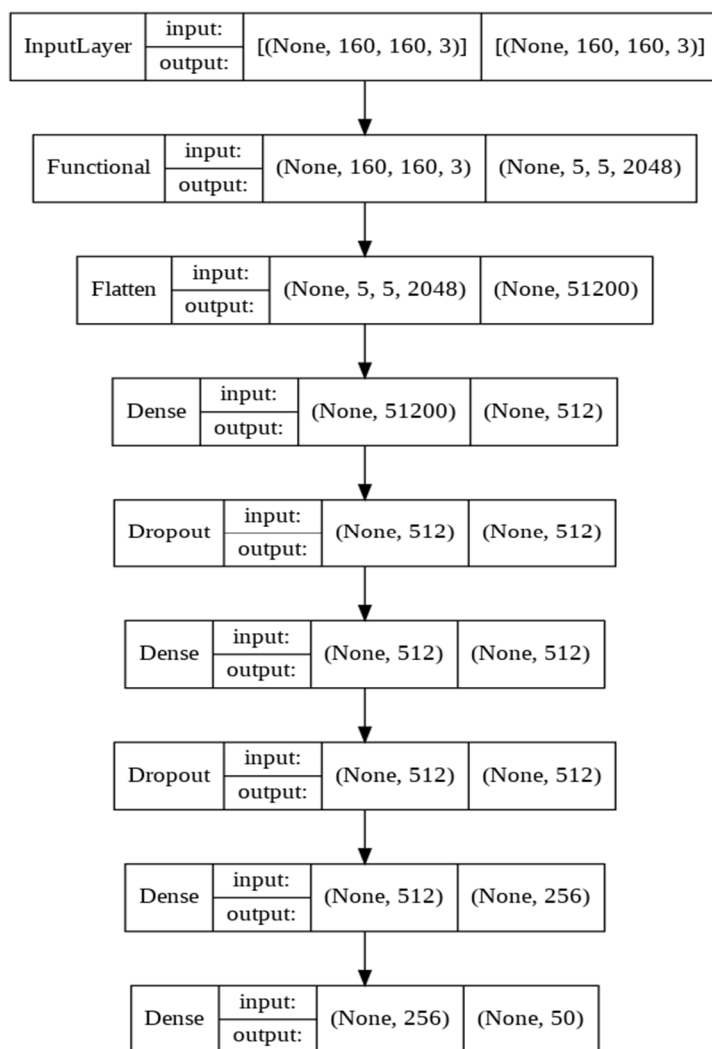 InputLayer input: output: [(None, 160, 160, 3)] [(None, 160, 160, 3)]
Functional input: output: (None, 160, 160, 3) (None, 5, 5, 2048)
Flatten input: output: (None, 5, 5, 2048) (None, 51200)
Dense input: output: (None, 51200) (None, 512)
Dropout input: output: (None, 512) (None, 512)
Dense input: output: (None, 512) (None, 512)
Dropout input: output: (None, 512) (None, 512)
Dense input: output: (None, 512) (None, 256)
Dense input: output: (None, 256) (None, 50)